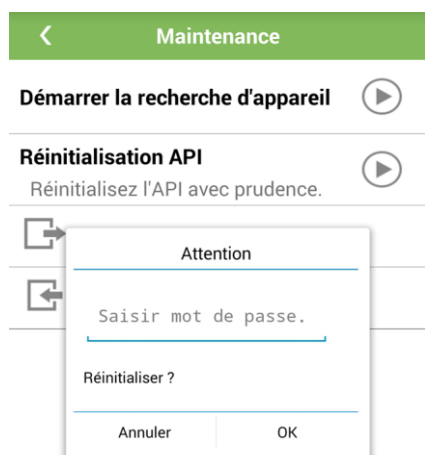 Maintenance
Démarrer la recherche d'appareil
Réinitialisation API
Réinitialisez l'API avec prudence.
Attention
Saisir mot de passe.
Réinitialiser ?
Annuler
OK